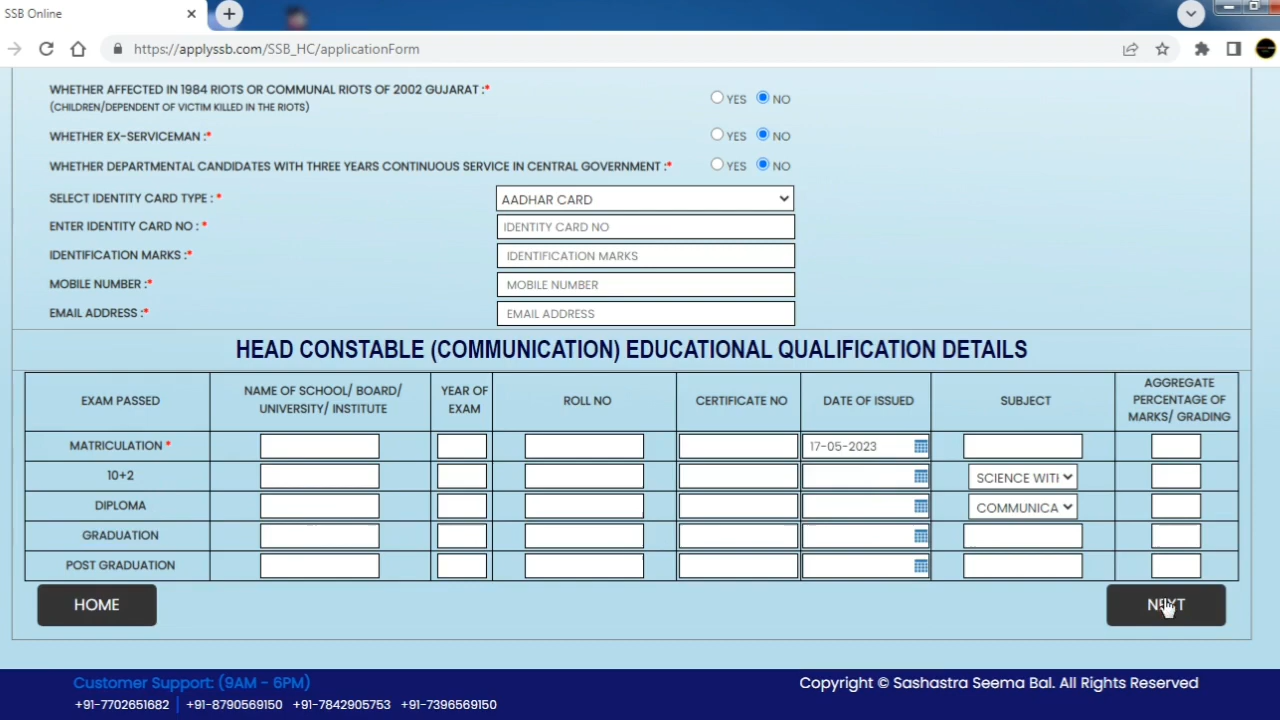 SSB Online
https://applyssb.com/SSB_HC/applicationForm
WHETHER AFFECTED IN 1984 RIOTS OR COMMUNAL RIOTS OF 2002 GUJARAT :*
(CHILDREN/DEPENDENT OF VICTIM KILLED IN THE RIOTS)
YES NO
WHETHER EX-SERVICEMAN :*
YES NO
WHETHER DEPARTMENTAL CANDIDATES WITH THREE YEARS CONTINUOUS SERVICE IN CENTRAL GOVERNMENT :*
YES NO
SELECT IDENTITY CARD TYPE : *
AADHAR CARD
ENTER IDENTITY CARD NO : *
IDENTITY CARD NO
IDENTIFICATION MARKS :*
IDENTIFICATION MARKS
MOBILE NUMBER :*
MOBILE NUMBER
EMAIL ADDRESS :*
EMAIL ADDRESS
HEAD CONSTABLE (COMMUNICATION) EDUCATIONAL QUALIFICATION DETAILS
EXAM PASSED
NAME OF SCHOOL/ BOARD/
UNIVERSITY/ INSTITUTE
YEAR OF
EXAM
ROLL NO
CERTIFICATE NO
DATE OF ISSUED
SUBJECT
AGGREGATE
PERCENTAGE OF
MARKS/ GRADING
MATRICULATION *
17-05-2023
10+2
SCIENCE WITH
DIPLOMA
COMMUNICA
GRADUATION
POST GRADUATION
HOME
NEXT
Customer Support: (9AM - 6PM)
+91-7702651682 +91-8790569150 +91-7842905753 +91-7396569150
Copyright © Sashastra Seema Bal. All Rights Reserved